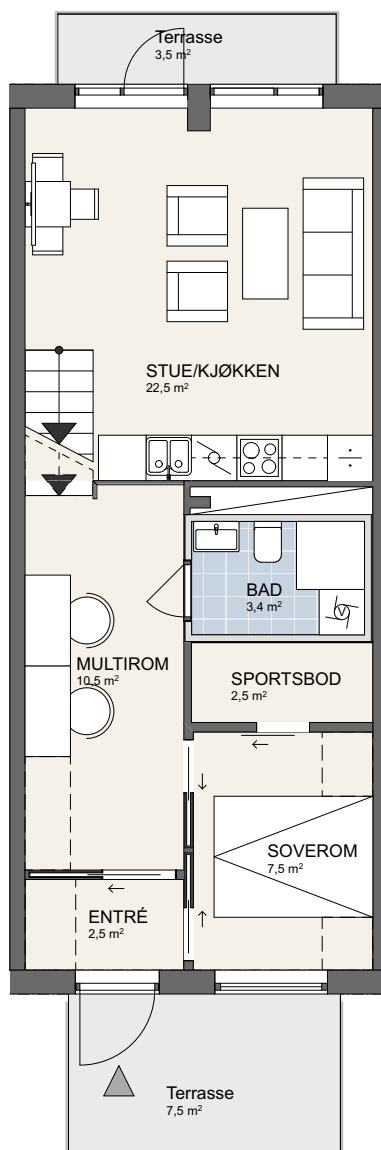 Terrasse
3,5 m²
STUE/KJØKKEN
22,5 m²
BAD
3,4 m²
V
MULTIROM
10,5 m²
SPORTSBOD
2,5 m²
SOVEROM
7,5 m²
ENTRÉ
2,5 m²
Terrasse
7,5 m²